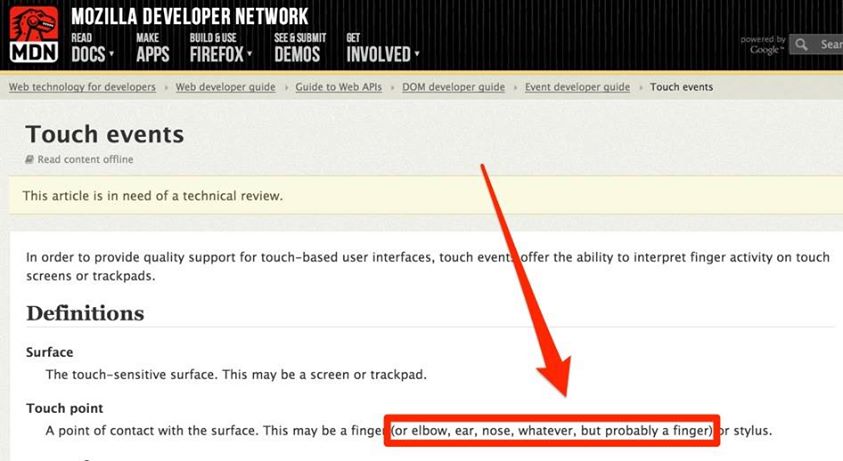 MOZILLA DEVELOPER NETWORK
MDN
READ DOCS
MAKE APPS
BUILD & USE FIREFOX
SEE & SUBMIT DEMOS
GET INVOLVED
powered by Google™
Sear
Web technology for developers
Web developer guide
Guide to Web APIs
DOM developer guide
Event developer guide
Touch events
Touch events
Read content offline
This article is in need of a technical review.
In order to provide quality support for touch-based user interfaces, touch events offer the ability to interpret finger activity on touch
screens or trackpads.
Definitions
Surface
The touch-sensitive surface. This may be a screen or trackpad.
Touch point
A point of contact with the surface. This may be a finger (or elbow, ear, nose, whatever, but probably a finger) or stylus.